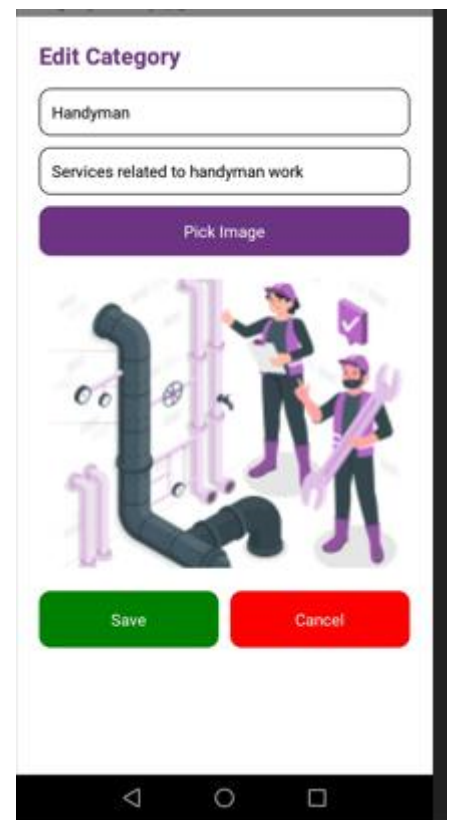 Edit Category
Handyman
Services related to handyman work
Pick Image
Save
Cancel